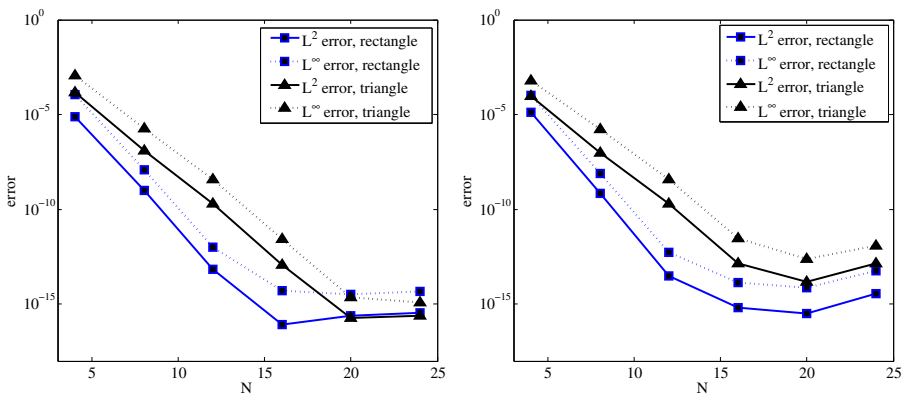 10^0
10^-5
10^-10
10^-15
error
5 10 15 20 25
N
L^2 error, rectangle
L^∞ error, rectangle
L^2 error, triangle
L^∞ error, triangle
10^0
10^-5
10^-10
10^-15
error
5 10 15 20 25
N
L^2 error, rectangle
L^∞ error, rectangle
L^2 error, triangle
L^∞ error, triangle